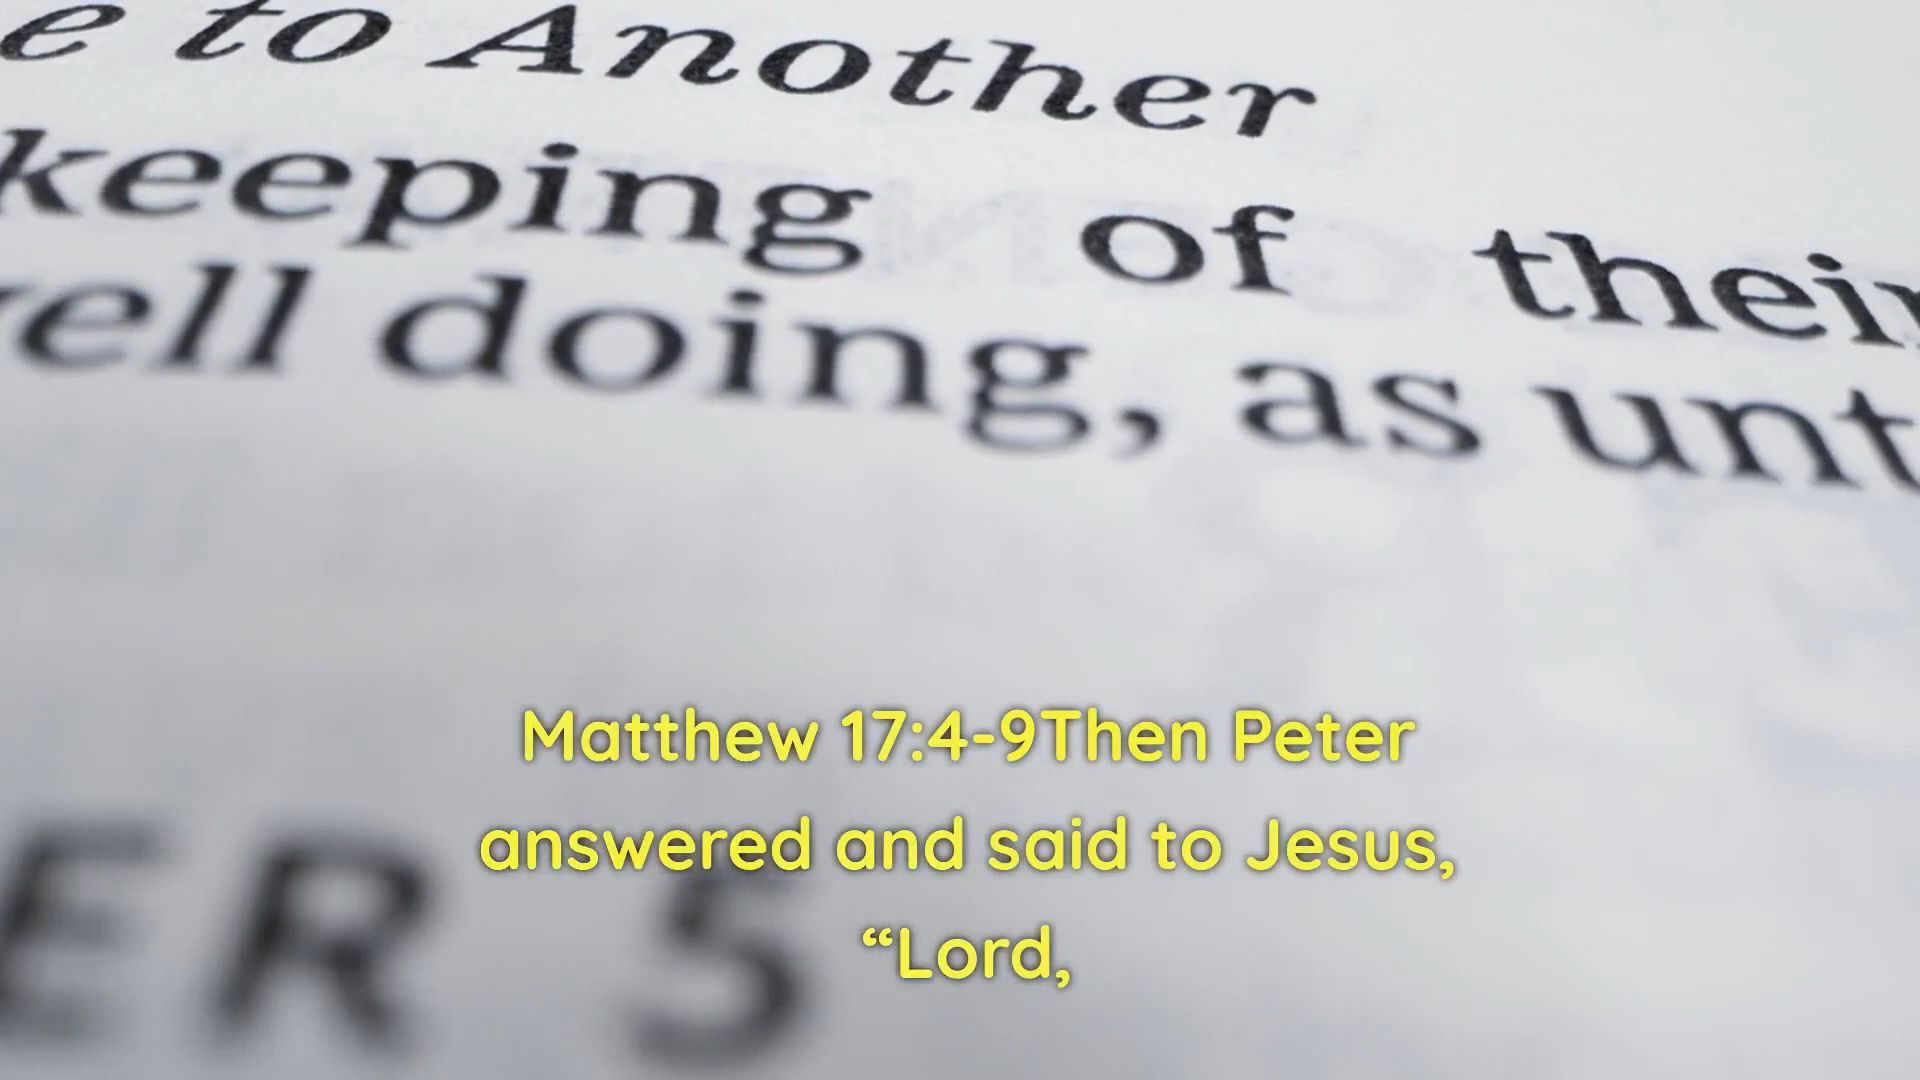 e to Another
keeping of their
ell doing, as unt
Matthew 17:4-9Then Peter
answered and said to Jesus,
“Lord,
ER 5